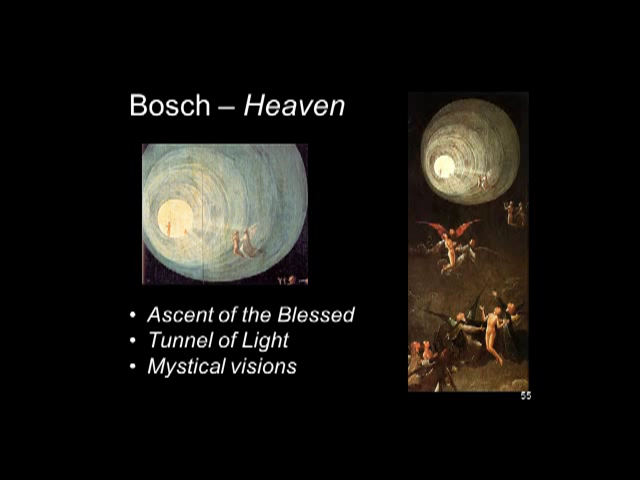 Bosch – Heaven
• Ascent of the Blessed
• Tunnel of Light
• Mystical visions
55